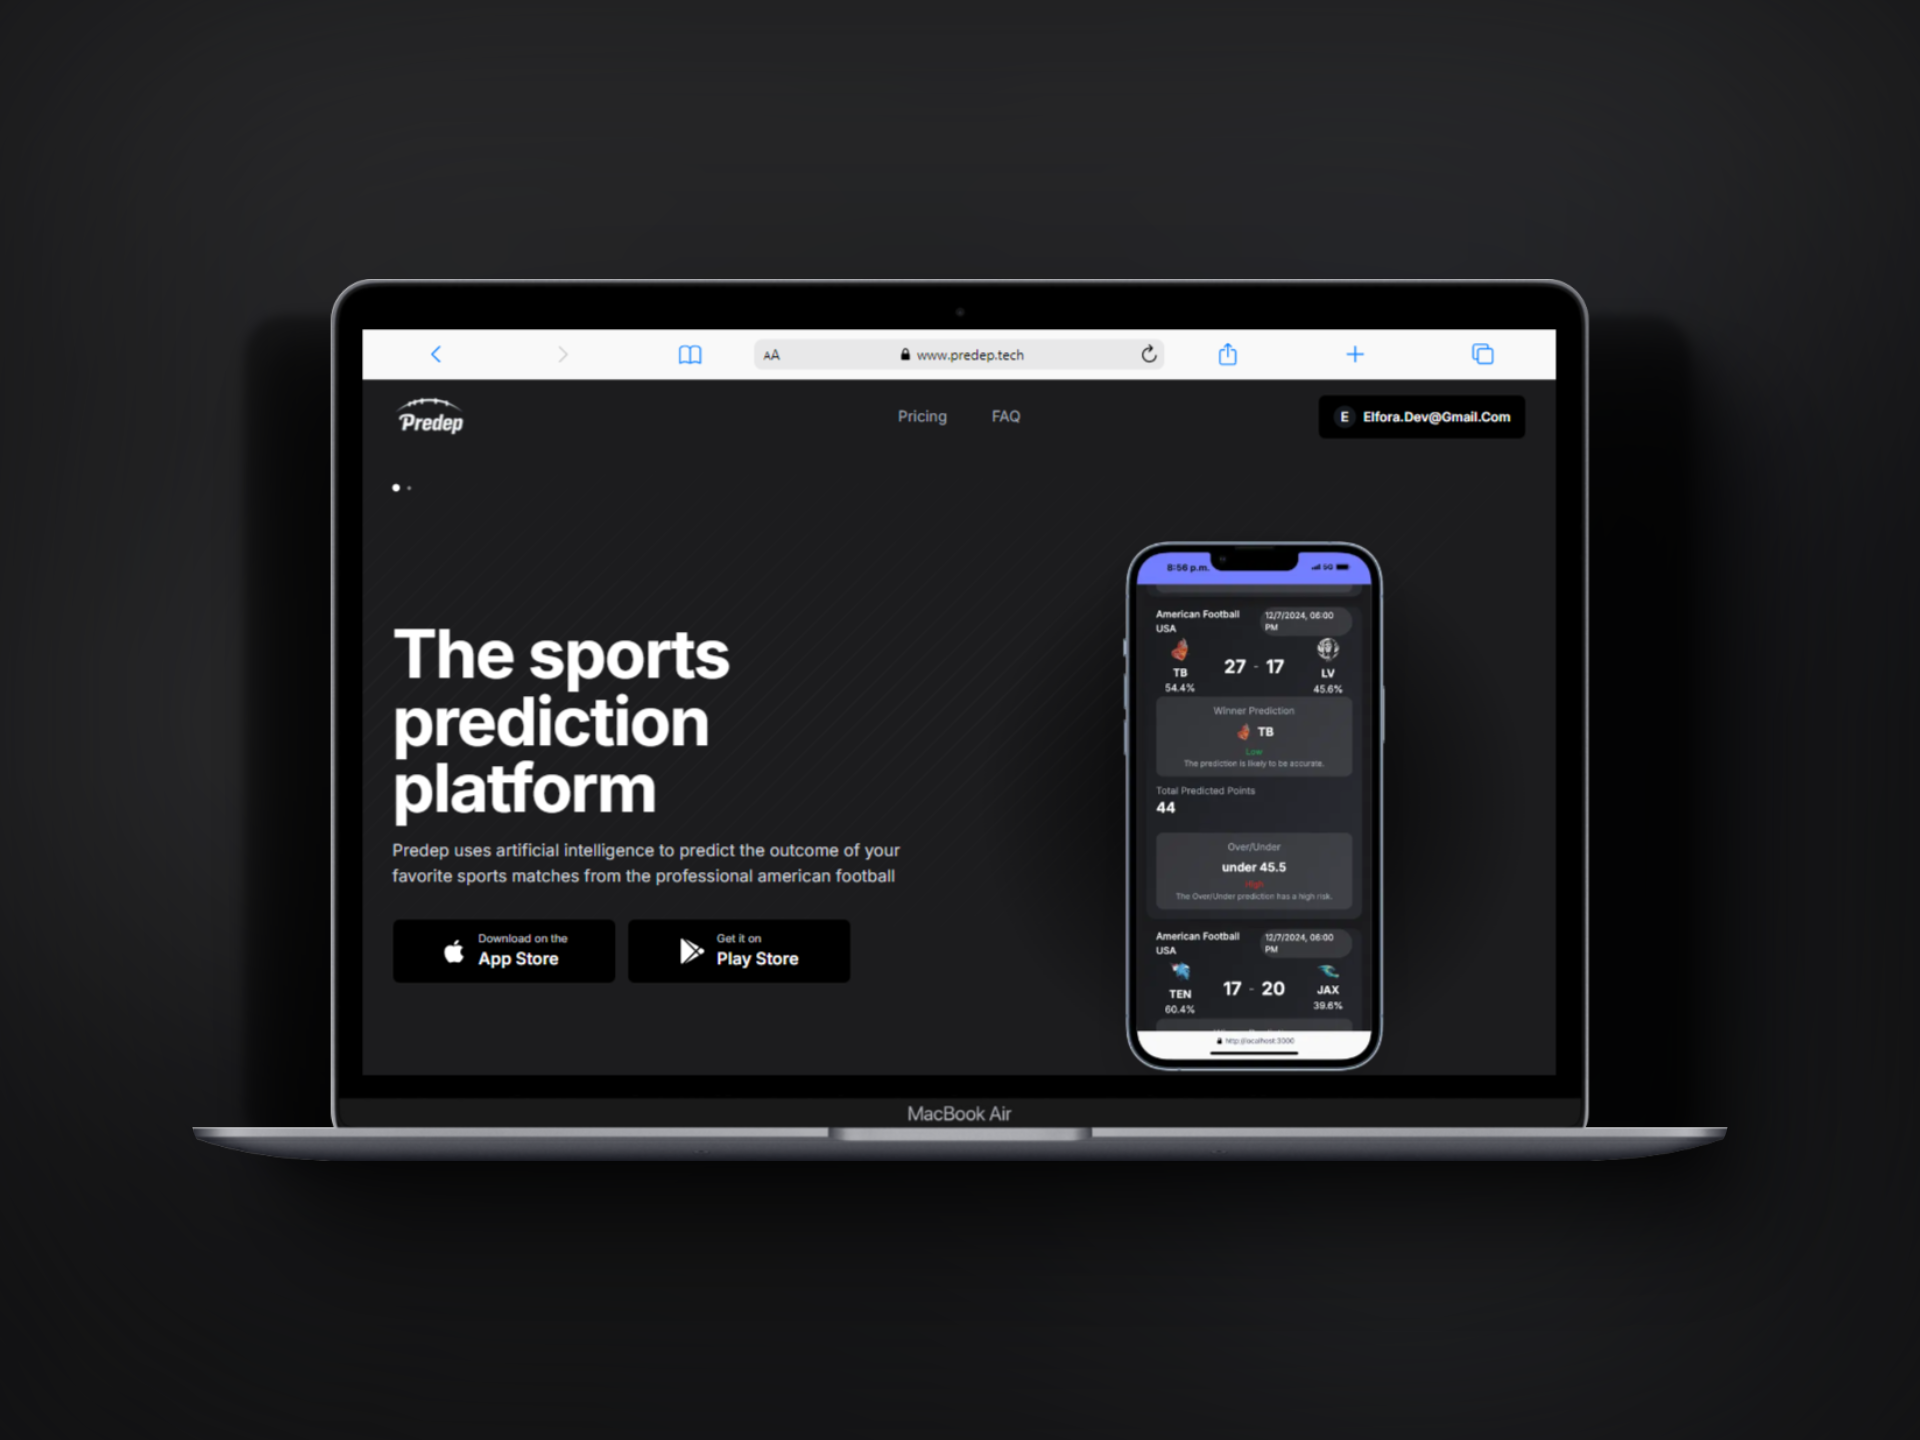 AA
www.predep.tech
Predep
Pricing
FAQ
E
Elfora.Dev@Gmail.Com
The sports
prediction
platform
Predep uses artificial intelligence to predict the outcome of your
favorite sports matches from the professional american football
Download on the
App Store
Get it on
Play Store
8:56 p.m.
5G
American Football
USA
12/7/2024, 06:00
PM
27 - 17
TB
54.4%
LV
45.6%
Winner Prediction
TB
Low
The prediction is likely to be accurate.
Total Predicted Points
44
Over/Under
under 45.5
High
The Over/Under prediction has a high risk.
American Football
USA
12/7/2024, 06:00
PM
17 - 20
TEN
60.4%
JAX
39.6%
http://localhost:3000
MacBook Air